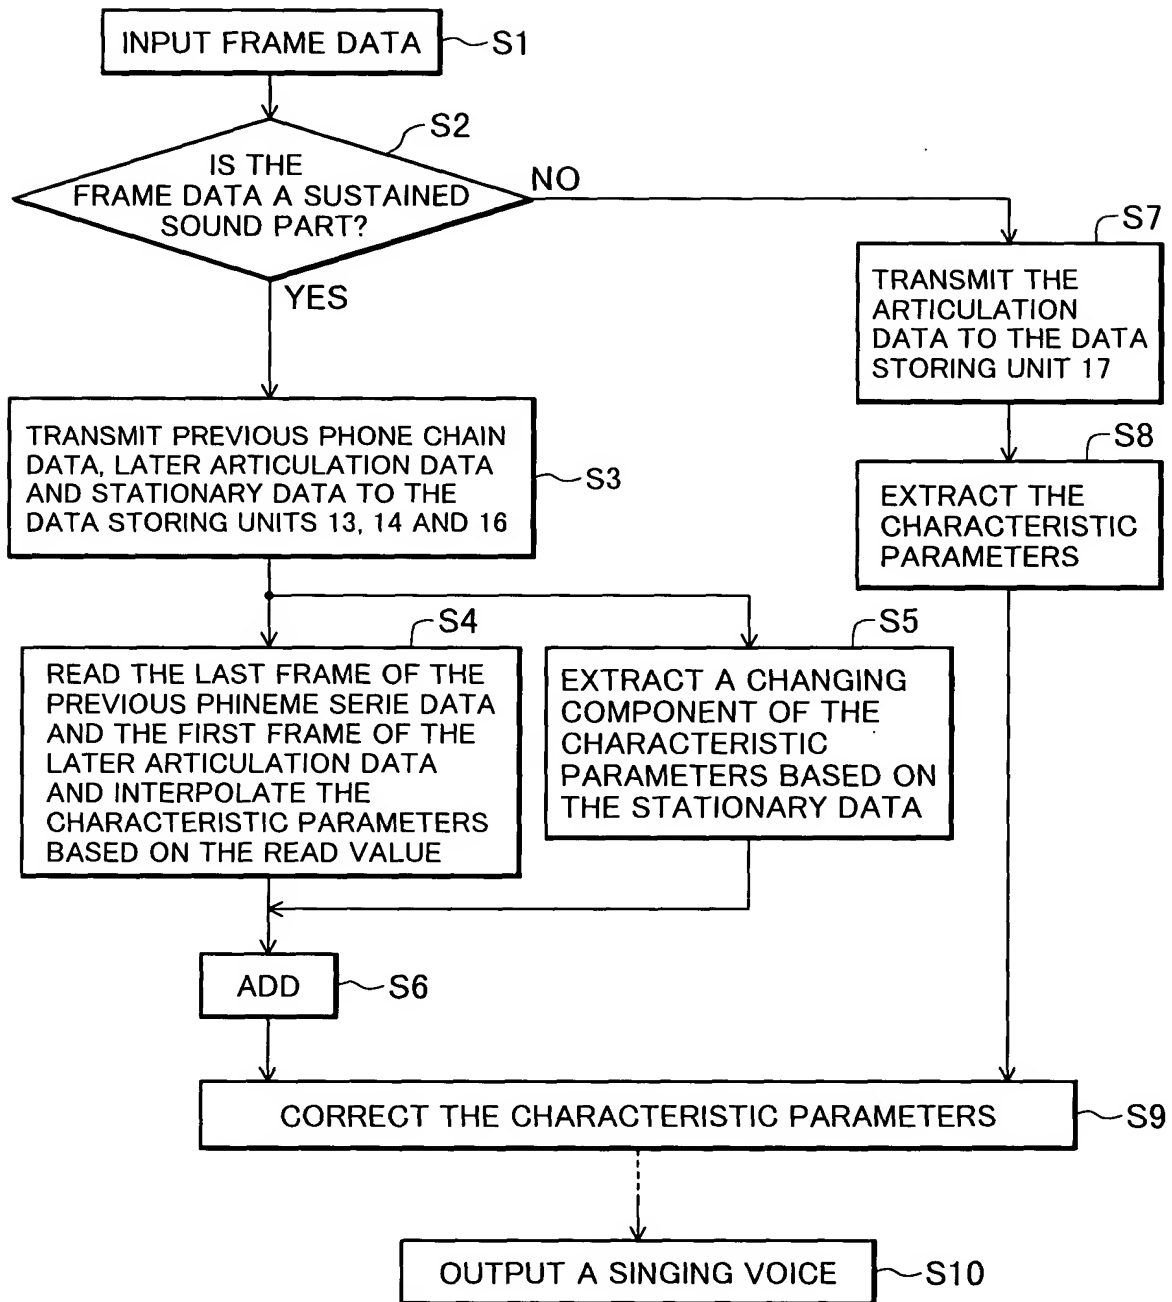 INPUT FRAME DATA
S1
S2
IS THE
FRAME DATA A SUSTAINED
SOUND PART?
NO
YES
S7
TRANSMIT THE
ARTICULATION
DATA TO THE DATA
STORING UNIT 17
TRANSMIT PREVIOUS PHONE CHAIN
DATA, LATER ARTICULATION DATA
AND STATIONARY DATA TO THE
DATA STORING UNITS 13, 14 AND 16
S3
S8
EXTRACT THE
CHARACTERISTIC
PARAMETERS
S4
READ THE LAST FRAME OF THE
PREVIOUS PHINEME SERIE DATA
AND THE FIRST FRAME OF THE
LATER ARTICULATION DATA
AND INTERPOLATE THE
CHARACTERISTIC PARAMETERS
BASED ON THE READ VALUE
S5
EXTRACT A CHANGING
COMPONENT OF THE
CHARACTERISTIC
PARAMETERS BASED ON
THE STATIONARY DATA
ADD
S6
CORRECT THE CHARACTERISTIC PARAMETERS
S9
OUTPUT A SINGING VOICE
S10